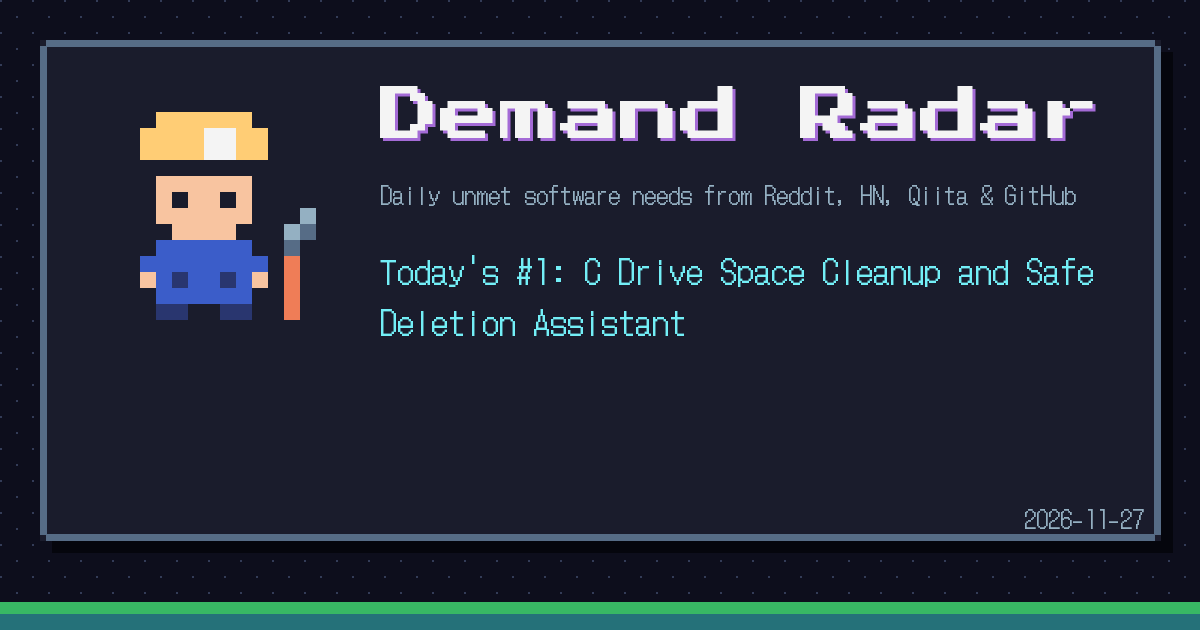 Demand Radar
Daily unmet software needs from Reddit, HN, Qiita & GitHub
Today's #1: C Drive Space Cleanup and Safe
Deletion Assistant
2026-11-27